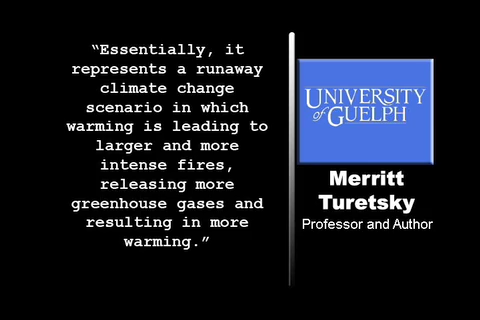 “Essentially, it
represents a runaway
climate change
scenario in which
warming is leading to
larger and more
intense fires,
releasing more
greenhouse gases and
resulting in more
warming.”
UNIVERSITY
of GUELPH
Merritt
Turetsky
Professor and Author